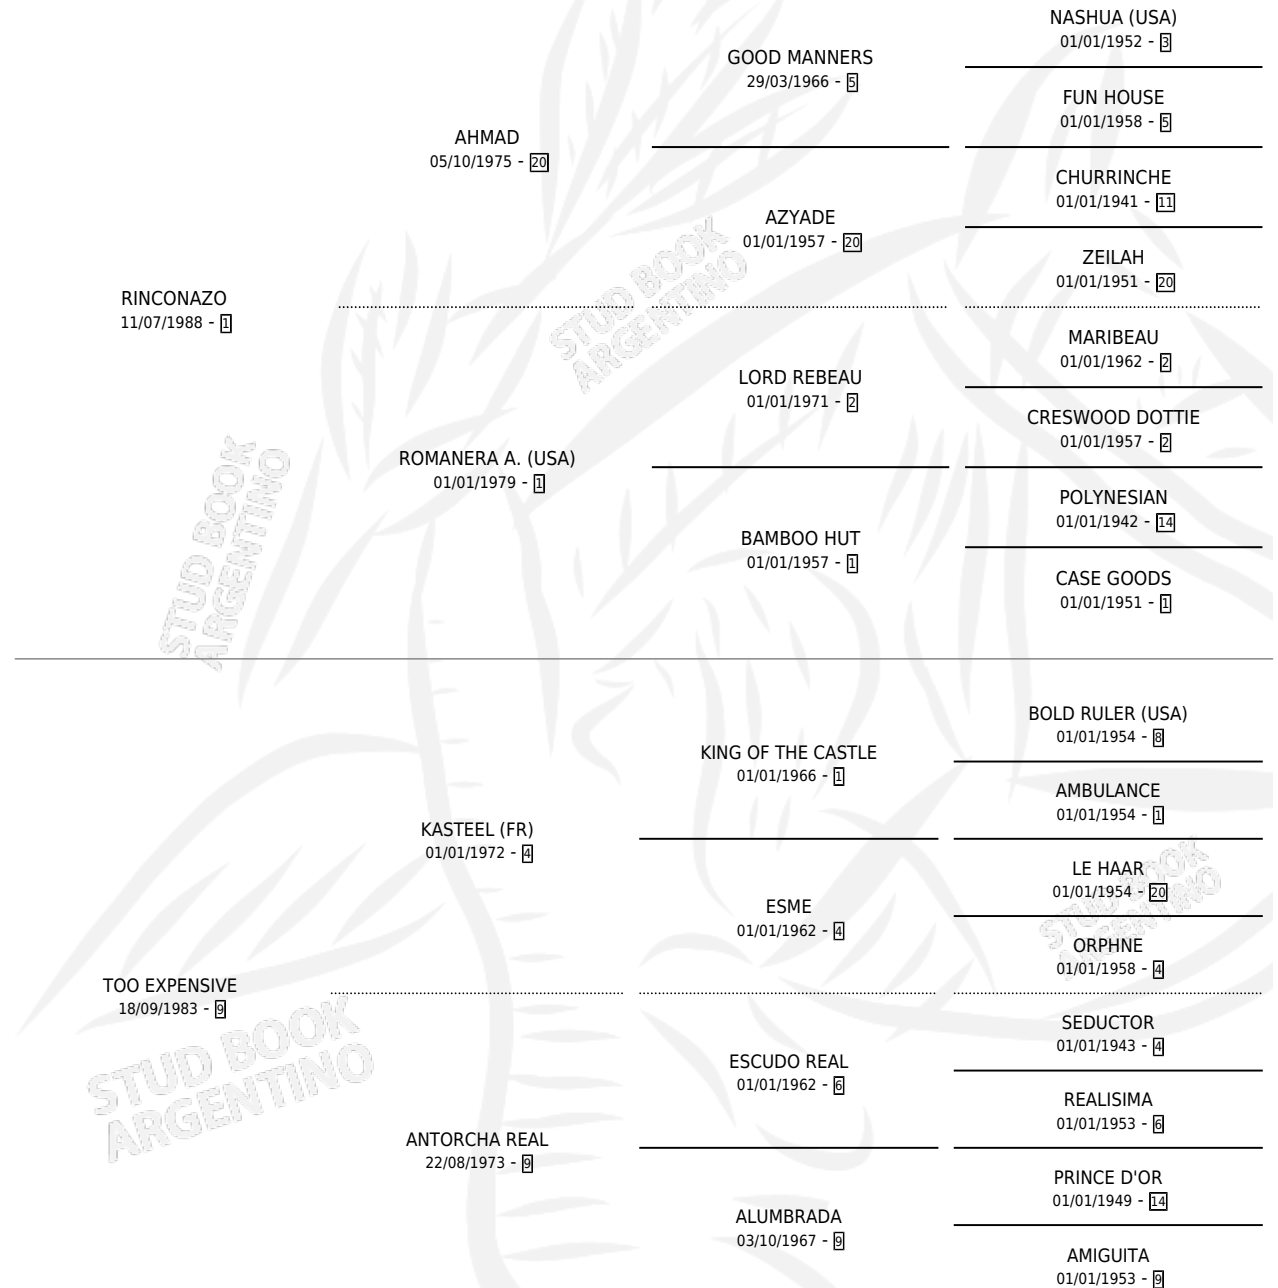 NASHUA (USA)
01/01/1952 - 3
GOOD MANNERS
29/03/1966 - 5
FUN HOUSE
01/01/1958 - 5
AHMAD
05/10/1975 - 20
CHURRINCHE
01/01/1941 - 11
AZYADE
01/01/1957 - 20
ZEILAH
01/01/1951 - 20
RINCONAZO
11/07/1988 - 1
MARIBEAU
01/01/1962 - 2
LORD REBEAU
01/01/1971 - 2
CRESWOOD DOTTIE
01/01/1957 - 2
ROMANERA A. (USA)
01/01/1979 - 1
POLYNESIAN
01/01/1942 - 14
BAMBOO HUT
01/01/1957 - 1
CASE GOODS
01/01/1951 - 1
STUD BOOK
ARGENTINO
STUD BOOK
ARGENTINO
BOLD RULER (USA)
01/01/1954 - 8
KING OF THE CASTLE
01/01/1966 - 1
AMBULANCE
01/01/1954 - 1
KASTEEL (FR)
01/01/1972 - 4
LE HAAR
01/01/1954 - 20
ESME
01/01/1962 - 4
ORPHNE
01/01/1958 - 4
TOO EXPENSIVE
18/09/1983 - 9
SEDUCTOR
01/01/1943 - 4
ESCUDO REAL
01/01/1962 - 6
REALISIMA
01/01/1953 - 6
ANTORCHA REAL
22/08/1973 - 9
PRINCE D'OR
01/01/1949 - 14
ALUMBRADA
03/10/1967 - 9
AMIGUITA
01/01/1953 - 9
STUD BOOK
ARGENTINO
STUD BOOK
ARGENTINO